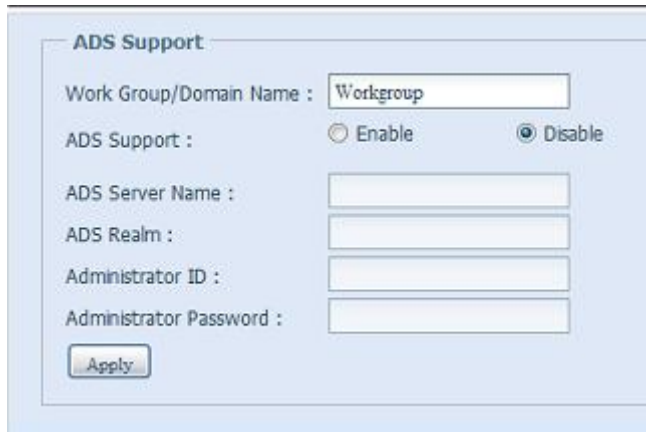 ADS Support
Work Group/Domain Name : Workgroup
ADS Support : Enable Disable
ADS Server Name :
ADS Realm :
Administrator ID :
Administrator Password :
Apply